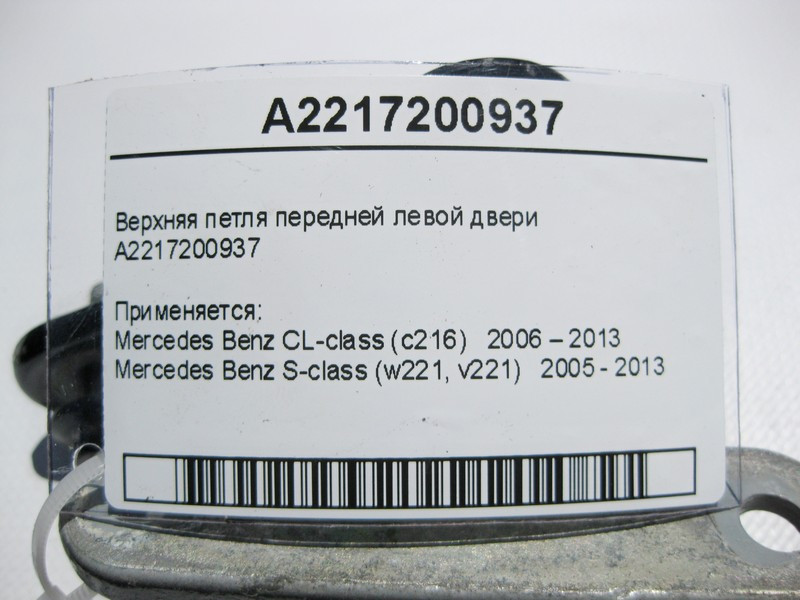 A2217200937
Верхняя петля передней левой двери
A2217200937
Применяется:
Mercedes Benz CL-class (c216) 2006 – 2013
Mercedes Benz S-class (w221, v221) 2005 - 2013